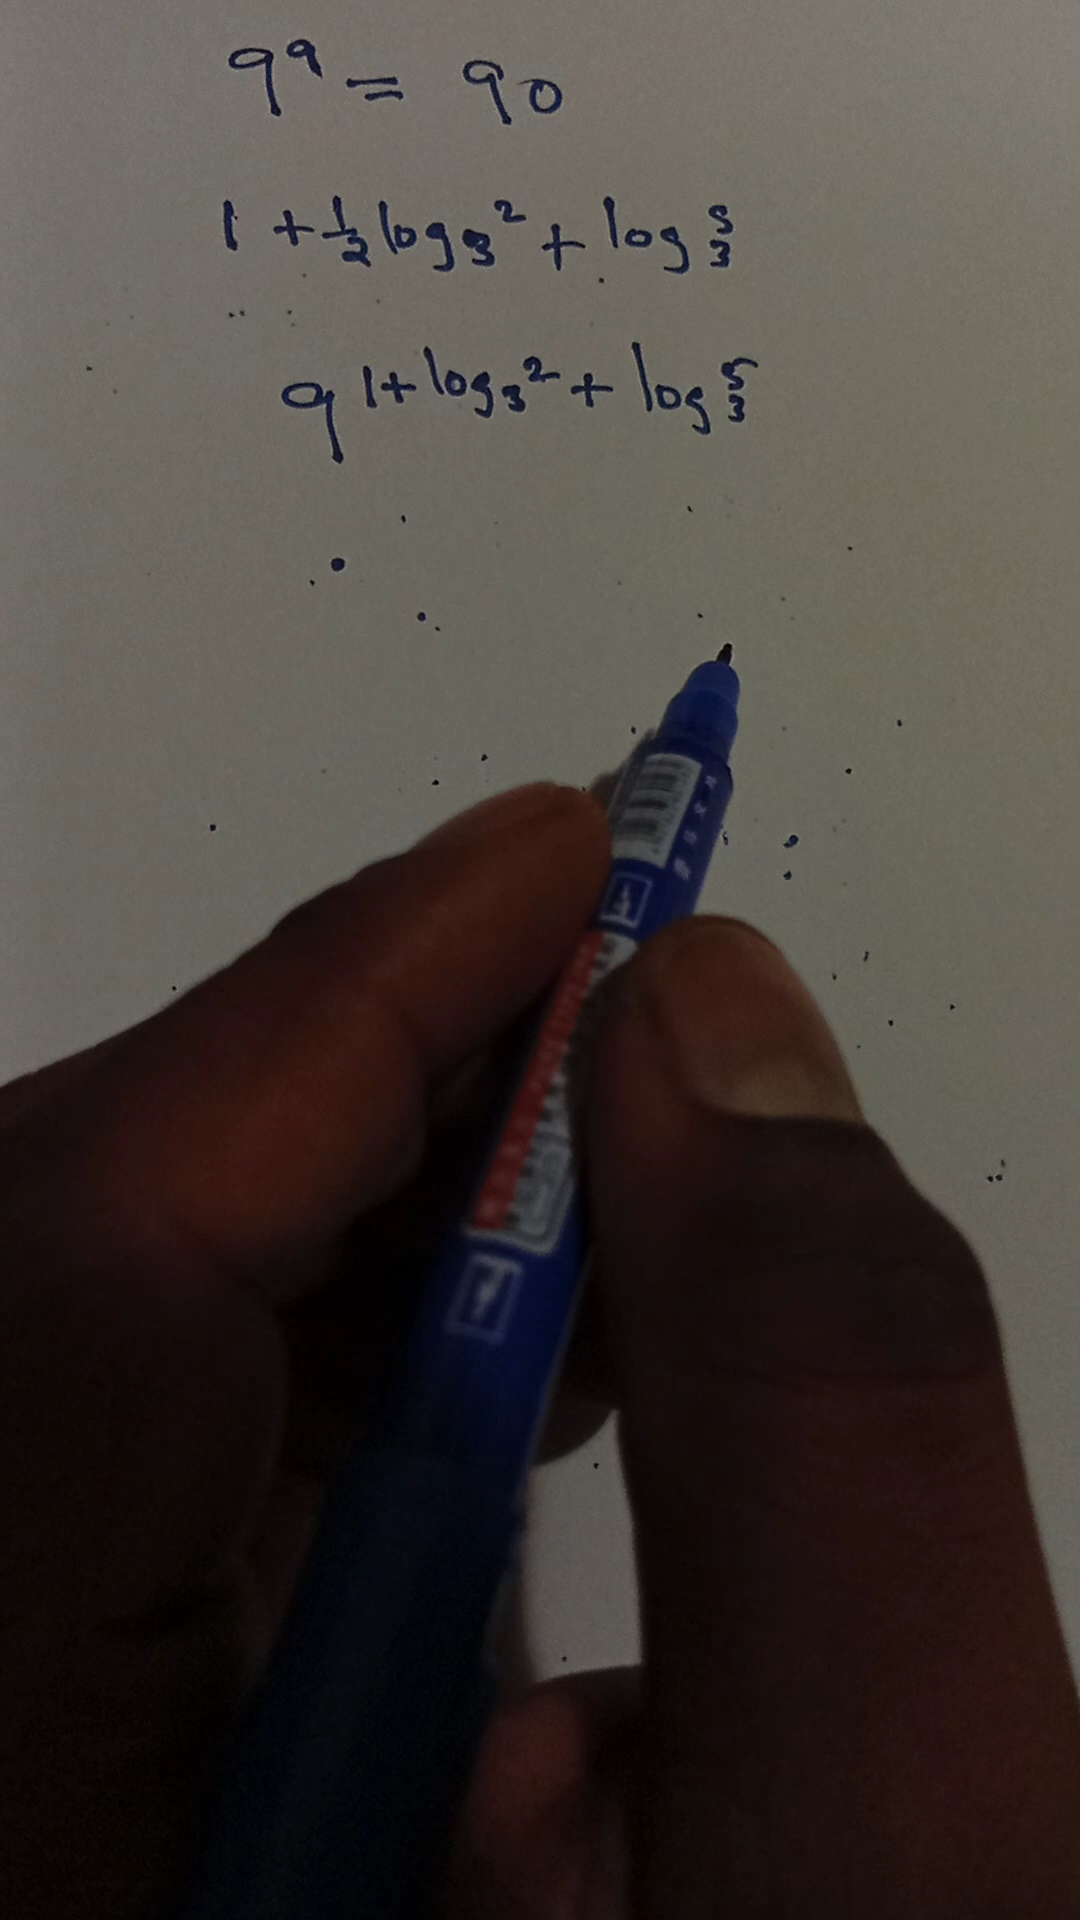 9^a = 90
1 + 1/2 log₃² + log₃⁵
9^1 + log₃² + log₃⁵